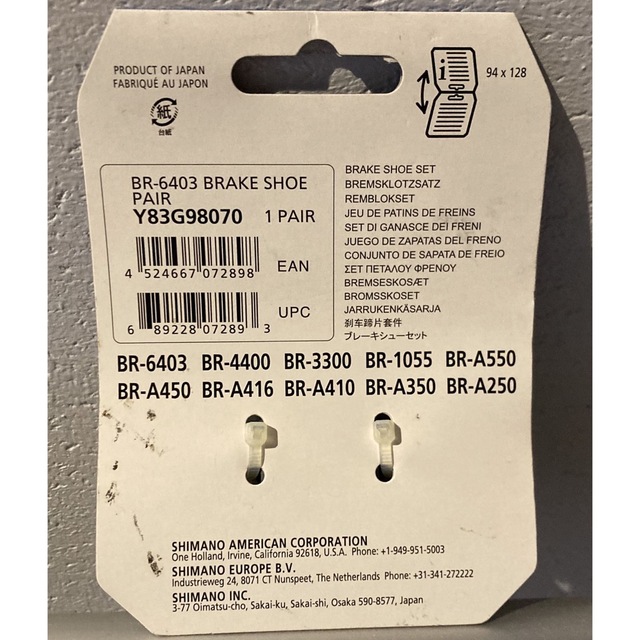 PRODUCT OF JAPAN
FABRIQUÉ AU JAPON
紙
台紙
i
94 x 128
BR-6403 BRAKE SHOE
PAIR
Y83G98070 1 PAIR
4 524667 072898 EAN
6 89228 07289 3 UPC
BRAKE SHOE SET
BREMSKLOTZSATZ
REMBLOKSET
JEU DE PATINS DE FREINS
SET DI GANASCE DEI FRENI
JUEGO DE ZAPATAS DEL FRENO
CONJUNTO DE SAPATA DE FREIO
ΣΕΤ ΠΕΤΑΛΟΥ ΦΡΕΝΟΥ
BREMSESKOSÆT
BROMSSKOSET
JARRUKENKÄSARJA
刹车蹄片套件
ブレーキシューセット
BR-6403 BR-4400 BR-3300 BR-1055 BR-A550
BR-A450 BR-A416 BR-A410 BR-A350 BR-A250
SHIMANO AMERICAN CORPORATION
One Holland, Irvine, California 92618, U.S.A. Phone: +1-949-951-5003
SHIMANO EUROPE B.V.
Industrieweg 24, 8071 CT Nunspeet, The Netherlands Phone: +31-341-272222
SHIMANO INC.
3-77 Oimatsu-cho, Sakai-ku, Sakai-shi, Osaka 590-8577, Japan